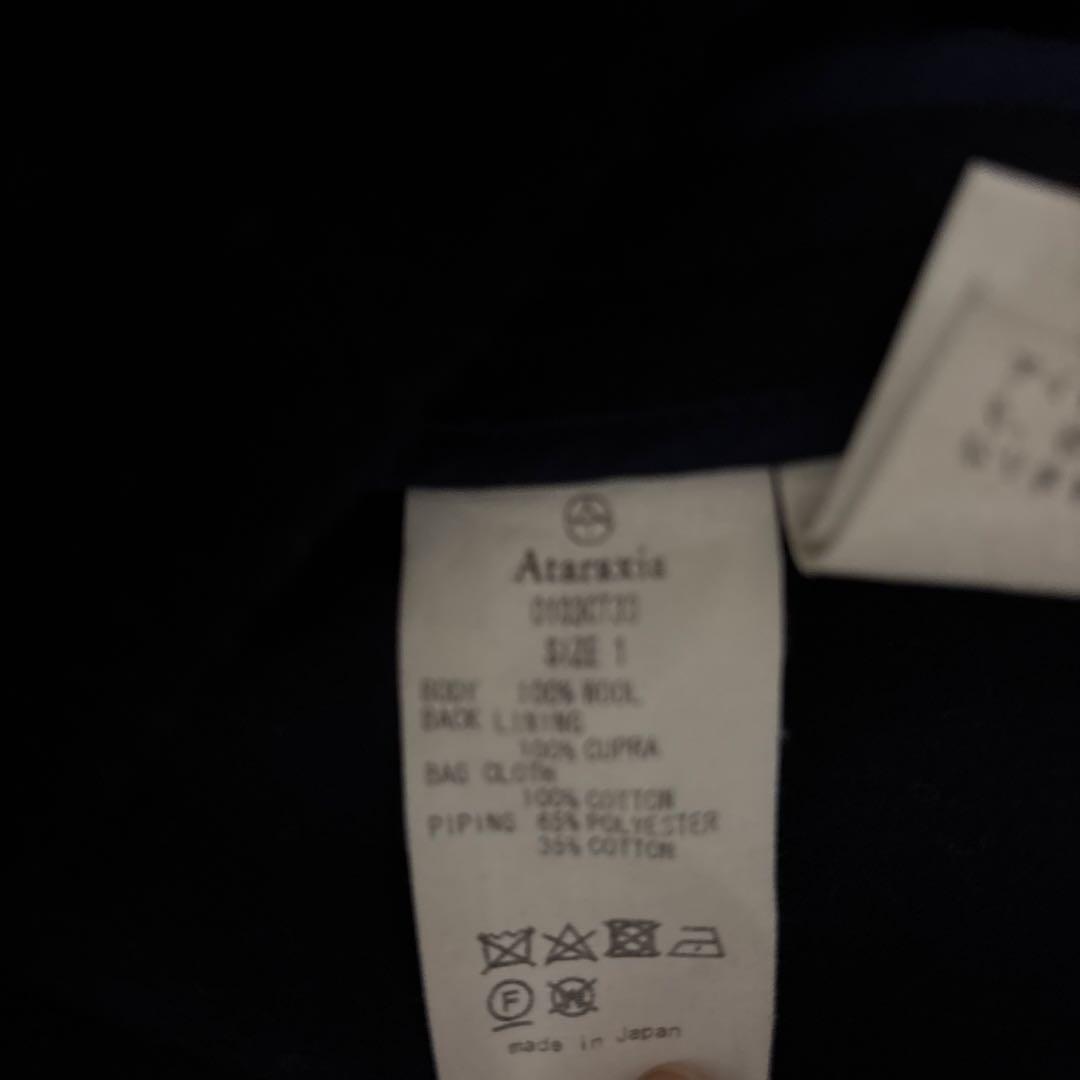 Ataraxia
SIZE 1
BODY 100% WOOL
BACK LINING
100% CUPRA
BAG CLOTH
100% COTTON
PIPING 65% POLYESTER
35% COTTON
F
W
made in Japan